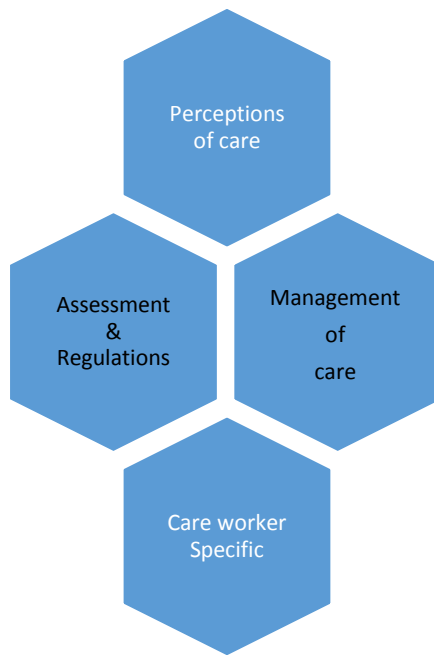 Perceptions
of care
Assessment
&
Regulations
Management
of
care
Care worker
Specific